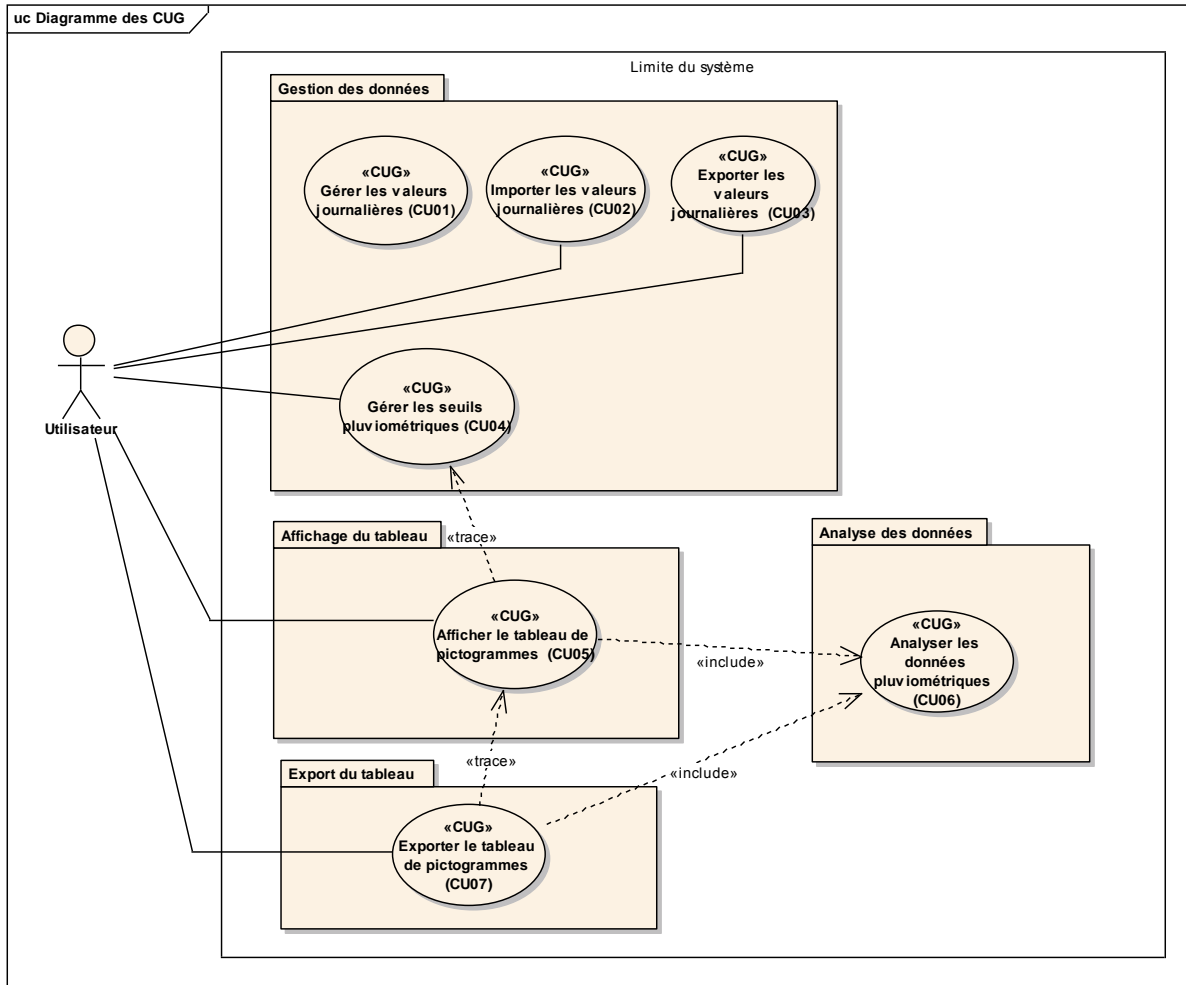 uc Diagramme des CUG
Limite du système
Gestion des données
«CUG»
Gérer les valeurs
journalières (CU01)
«CUG»
Importer les valeurs
journalières (CU02)
«CUG»
Exporter les
valeurs
journalières (CU03)
Utilisateur
«CUG»
Gérer les seuils
pluviométriques (CU04)
«trace»
Affichage du tableau
«CUG»
Afficher le tableau de
pictogrammes (CU05)
«include»
Analyse des données
«CUG»
Analyser les
données
pluviométriques
(CU06)
«trace»
«include»
Export du tableau
«CUG»
Exporter le tableau
de pictogrammes
(CU07)